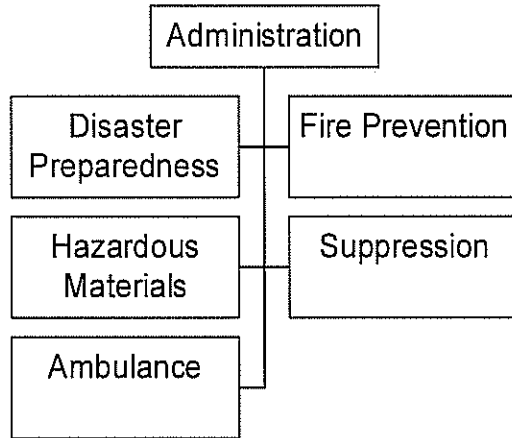 Administration
Disaster
Preparedness
Fire Prevention
Hazardous
Materials
Suppression
Ambulance